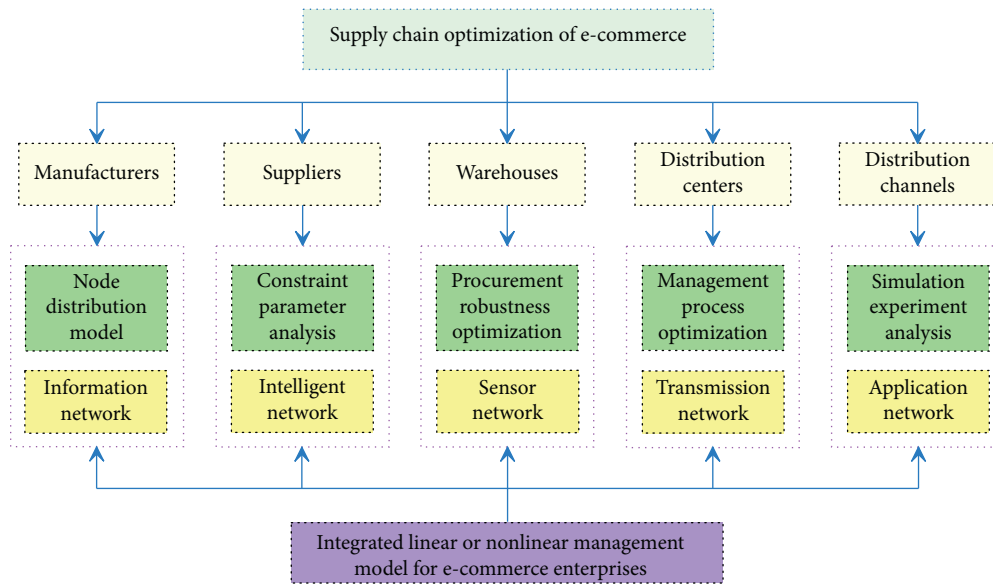 Supply chain optimization of e-commerce
Manufacturers
Suppliers
Warehouses
Distribution
centers
Distribution
channels
Node
distribution
model
Constraint
parameter
analysis
Procurement
robustness
optimization
Management
process
optimization
Simulation
experiment
analysis
Information
network
Intelligent
network
Sensor
network
Transmission
network
Application
network
Integrated linear or nonlinear management
model for e-commerce enterprises